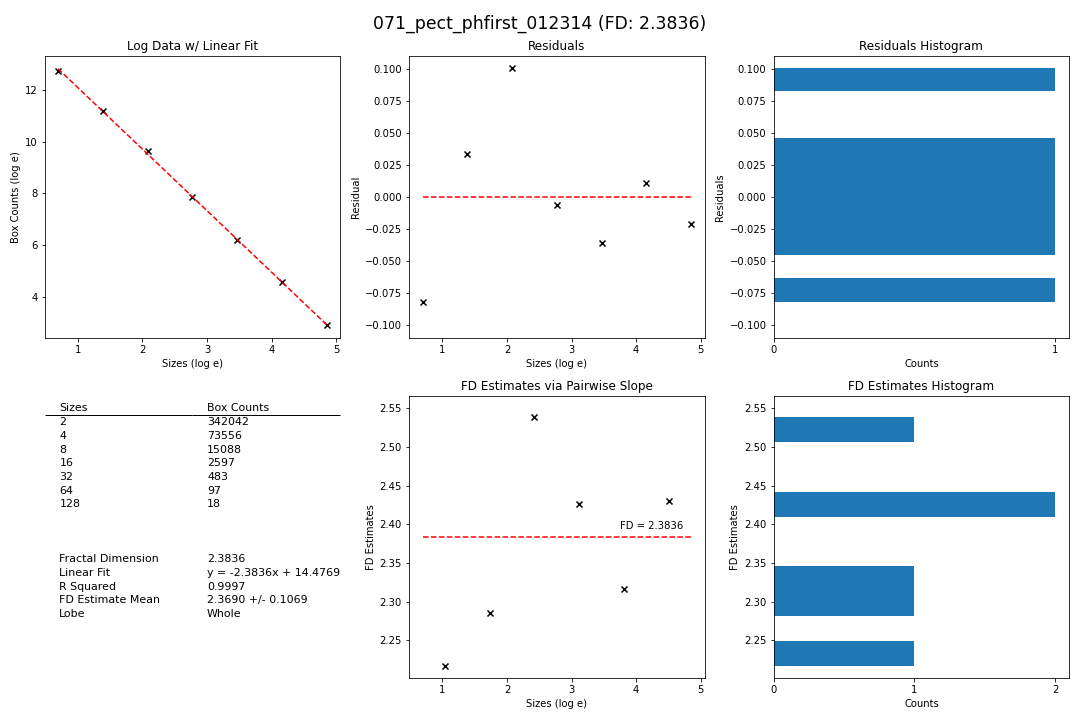 071_pect_phfirst_012314 (FD: 2.3836)
Log Data w/ Linear Fit
12
10
8
6
4
Box Counts (log e)
1 2 3 4 5
Sizes (log e)
Residuals
0.100
0.075
0.050
0.025
0.000
−0.025
−0.050
−0.075
−0.100
Residual
1 2 3 4 5
Sizes (log e)
Residuals Histogram
0.100
0.075
0.050
0.025
0.000
−0.025
−0.050
−0.075
−0.100
Residuals
0 1
Counts
Sizes Box Counts
2 342042
4 73556
8 15088
16 2597
32 483
64 97
128 18
Fractal Dimension 2.3836
Linear Fit y = -2.3836x + 14.4769
R Squared 0.9997
FD Estimate Mean 2.3690 +/- 0.1069
Lobe Whole
FD Estimates via Pairwise Slope
2.55
2.50
2.45
2.40
2.35
2.30
2.25
FD Estimates
FD = 2.3836
1 2 3 4 5
Sizes (log e)
FD Estimates Histogram
2.55
2.50
2.45
2.40
2.35
2.30
2.25
FD Estimates
0 1 2
Counts